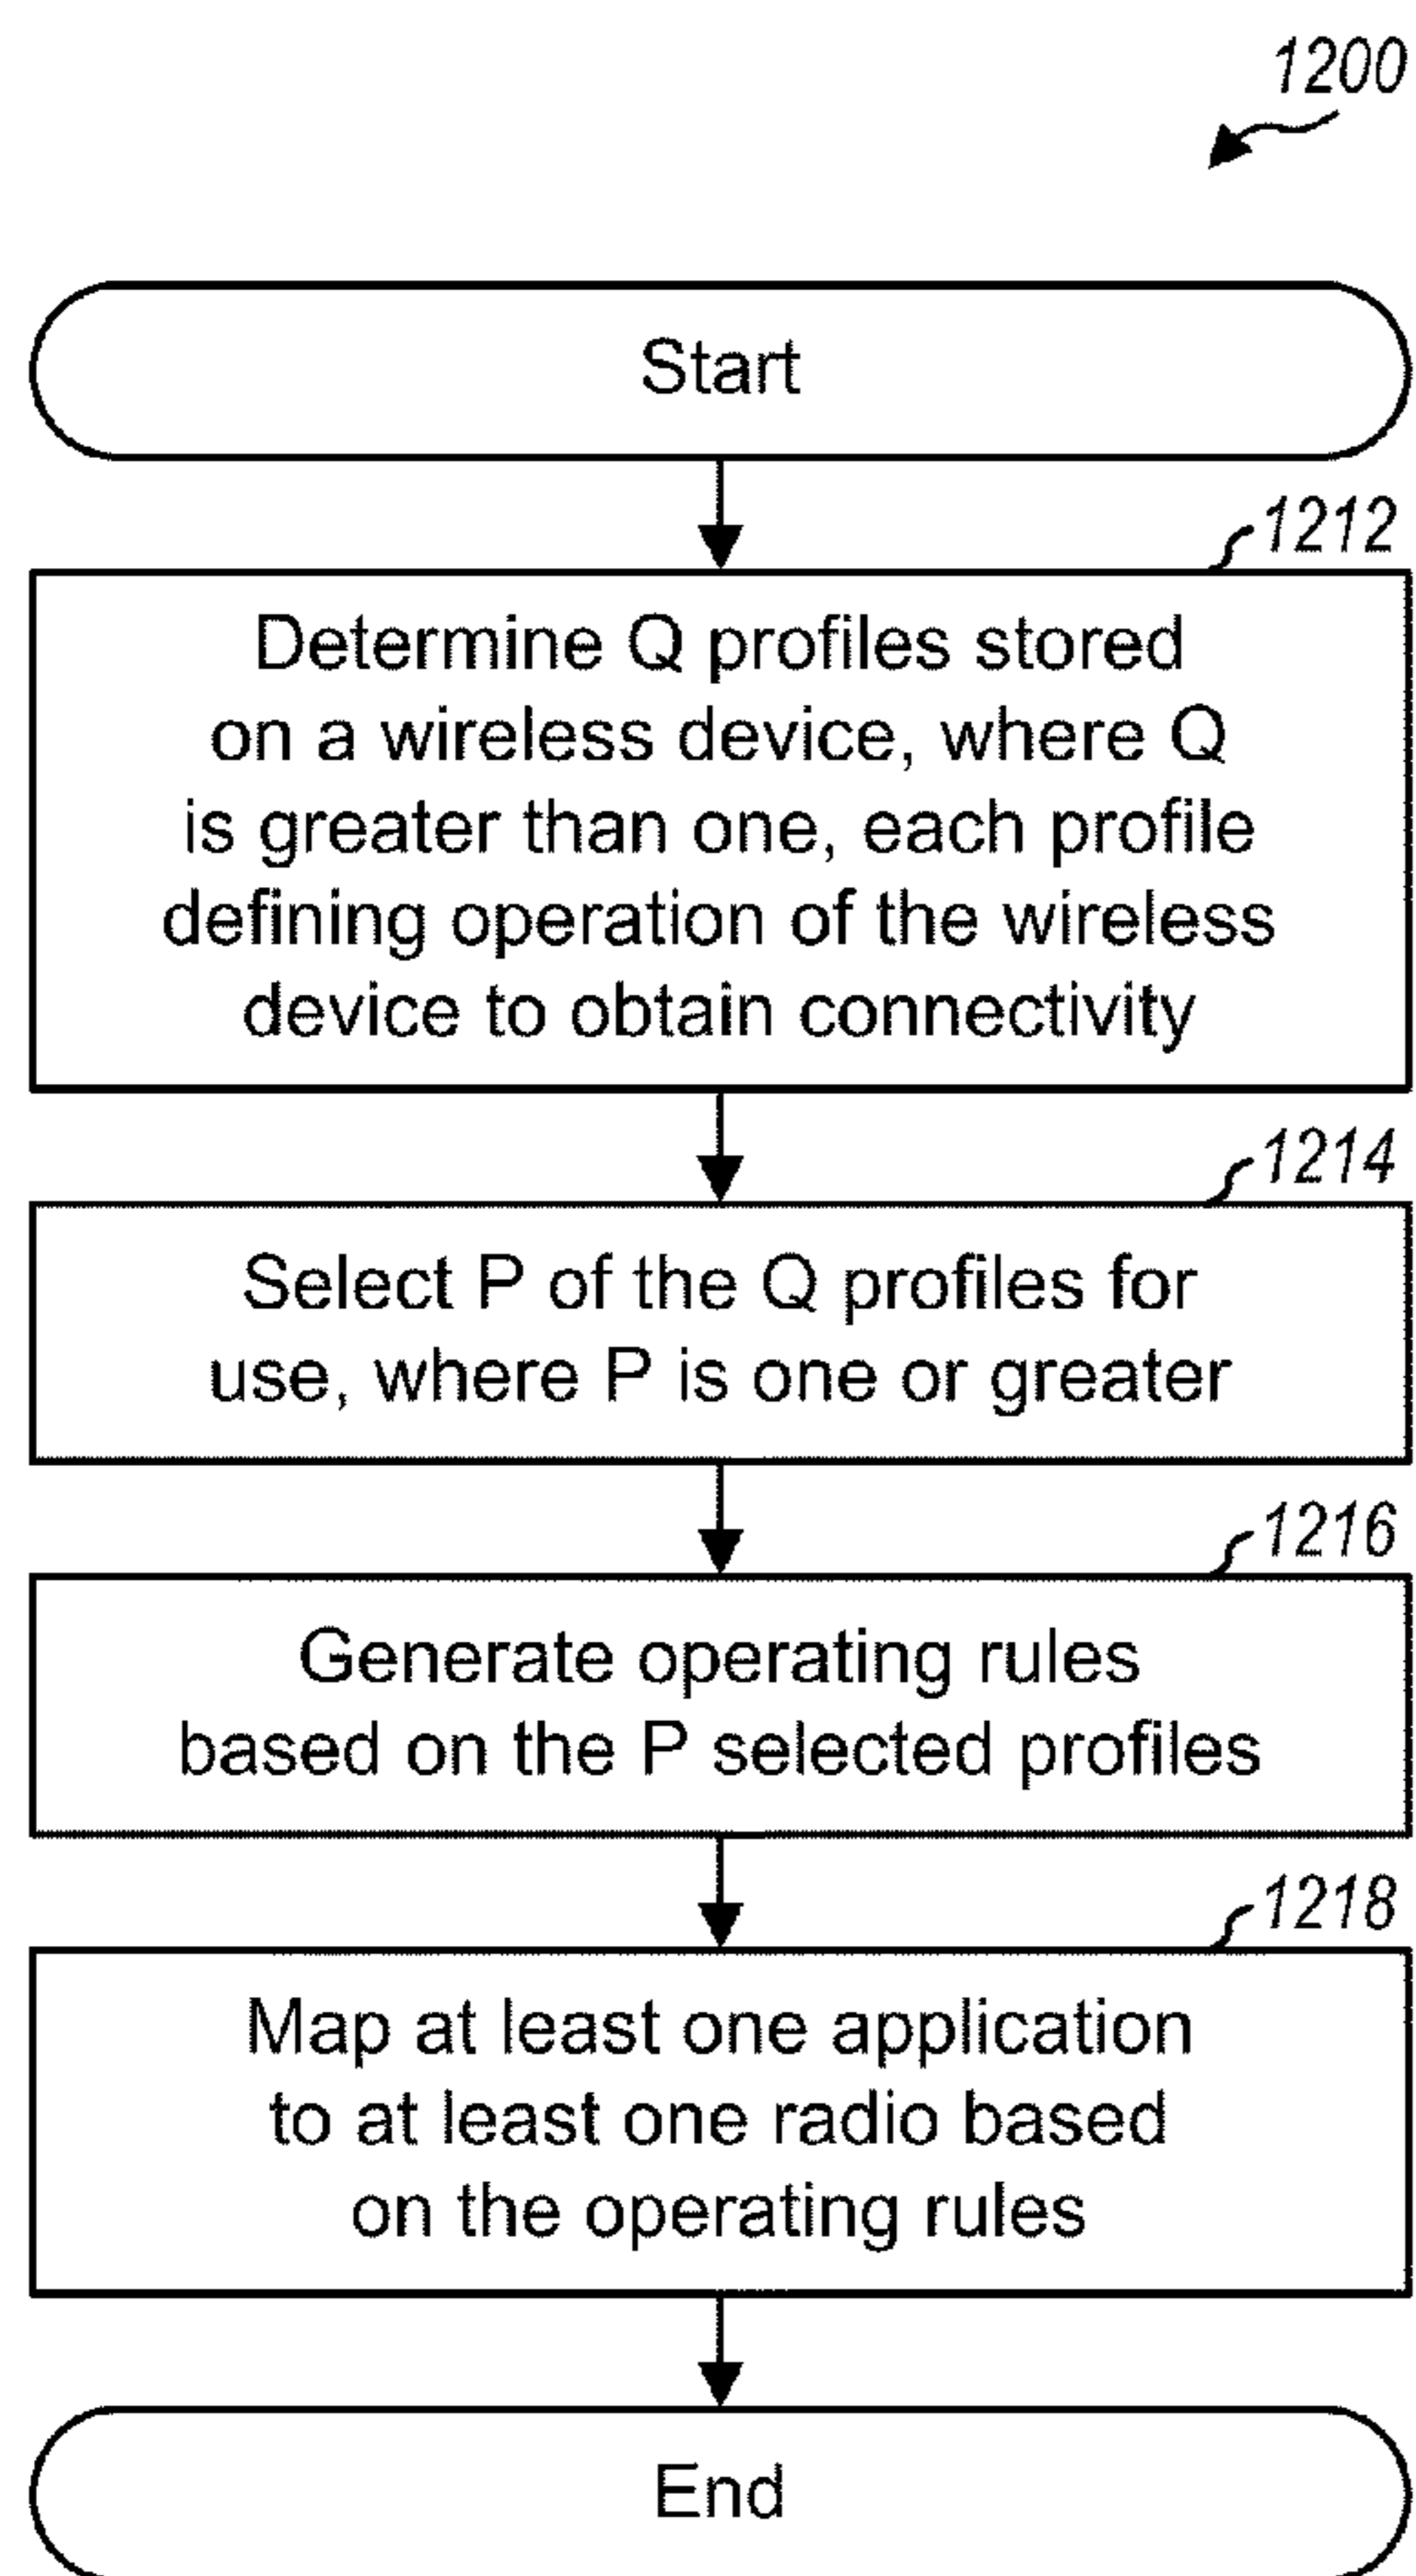 1200
Start
1212
Determine Q profiles stored
on a wireless device, where Q
is greater than one, each profile
defining operation of the wireless
device to obtain connectivity
1214
Select P of the Q profiles for
use, where P is one or greater
1216
Generate operating rules
based on the P selected profiles
1218
Map at least one application
to at least one radio based
on the operating rules
End